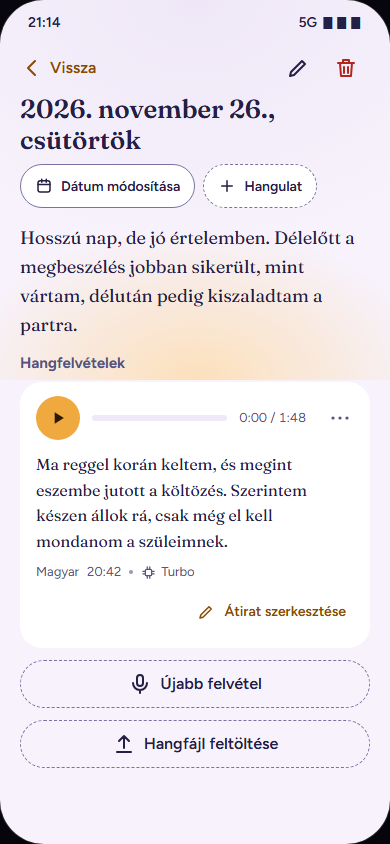 21:14 5G
Vissza
2026. november 26.,
csütörtök
Dátum módosítása Hangulat
Hosszú nap, de jó értelemben. Délelőtt a
megbeszélés jobban sikerült, mint
vártam, délután pedig kiszaladtam a
partra.
Hangfelvételek
0:00 / 1:48
Ma reggel korán keltem, és megint
eszembe jutott a költözés. Szerintem
készen állok rá, csak még el kell
mondanom a szüleimnek.
Magyar 20:42 • Turbo
Átirat szerkesztése
Újabb felvétel
Hangfájl feltöltése